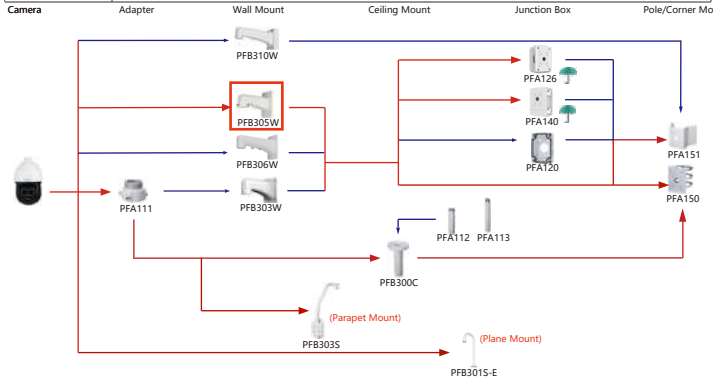 Camera Adapter Wall Mount Ceiling Mount Junction Box Pole/Corner Mo
PFB310W
PFA126
PFB305W
PFA140
PFB306W
PFA120
PFA151
PFA111
PFB303W
PFA150
PFA112 PFA113
PFB300C
(Parapet Mount)
PFB303S
(Plane Mount)
PFB301S-E